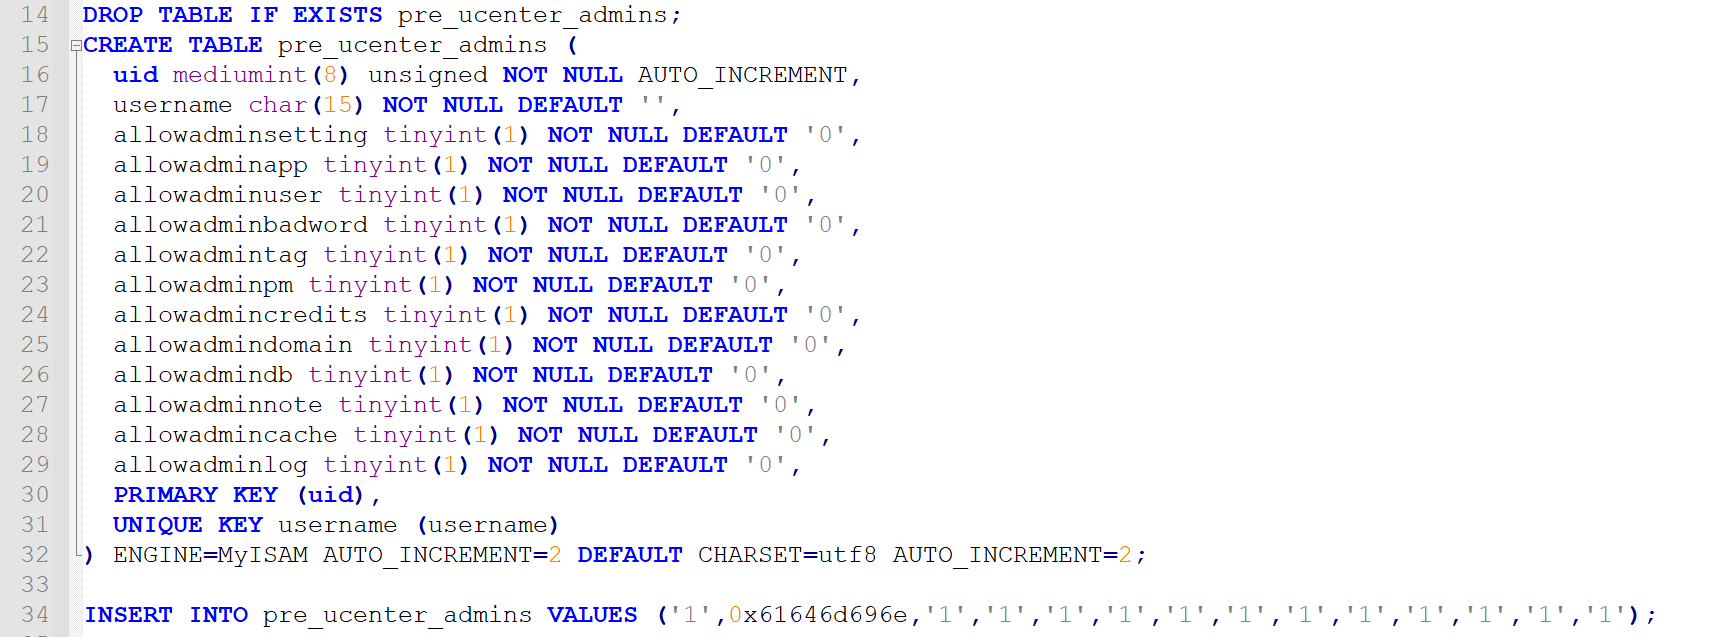 14 DROP TABLE IF EXISTS pre_ucenter_admins;
15 CREATE TABLE pre_ucenter_admins (
16 uid mediumint(8) unsigned NOT NULL AUTO_INCREMENT,
17 username char(15) NOT NULL DEFAULT '',
18 allowadminsetting tinyint(1) NOT NULL DEFAULT '0',
19 allowadminapp tinyint(1) NOT NULL DEFAULT '0',
20 allowadminuser tinyint(1) NOT NULL DEFAULT '0',
21 allowadminbadword tinyint(1) NOT NULL DEFAULT '0',
22 allowadmintag tinyint(1) NOT NULL DEFAULT '0',
23 allowadminpm tinyint(1) NOT NULL DEFAULT '0',
24 allowadmincredits tinyint(1) NOT NULL DEFAULT '0',
25 allowadmindomain tinyint(1) NOT NULL DEFAULT '0',
26 allowadmindb tinyint(1) NOT NULL DEFAULT '0',
27 allowadminnote tinyint(1) NOT NULL DEFAULT '0',
28 allowadmincache tinyint(1) NOT NULL DEFAULT '0',
29 allowadminlog tinyint(1) NOT NULL DEFAULT '0',
30 PRIMARY KEY (uid),
31 UNIQUE KEY username (username)
32 ) ENGINE=MyISAM AUTO_INCREMENT=2 DEFAULT CHARSET=utf8 AUTO_INCREMENT=2;
33
34 INSERT INTO pre_ucenter_admins VALUES ('1',0x61646d696e,'1','1','1','1','1','1','1','1','1','1','1','1');